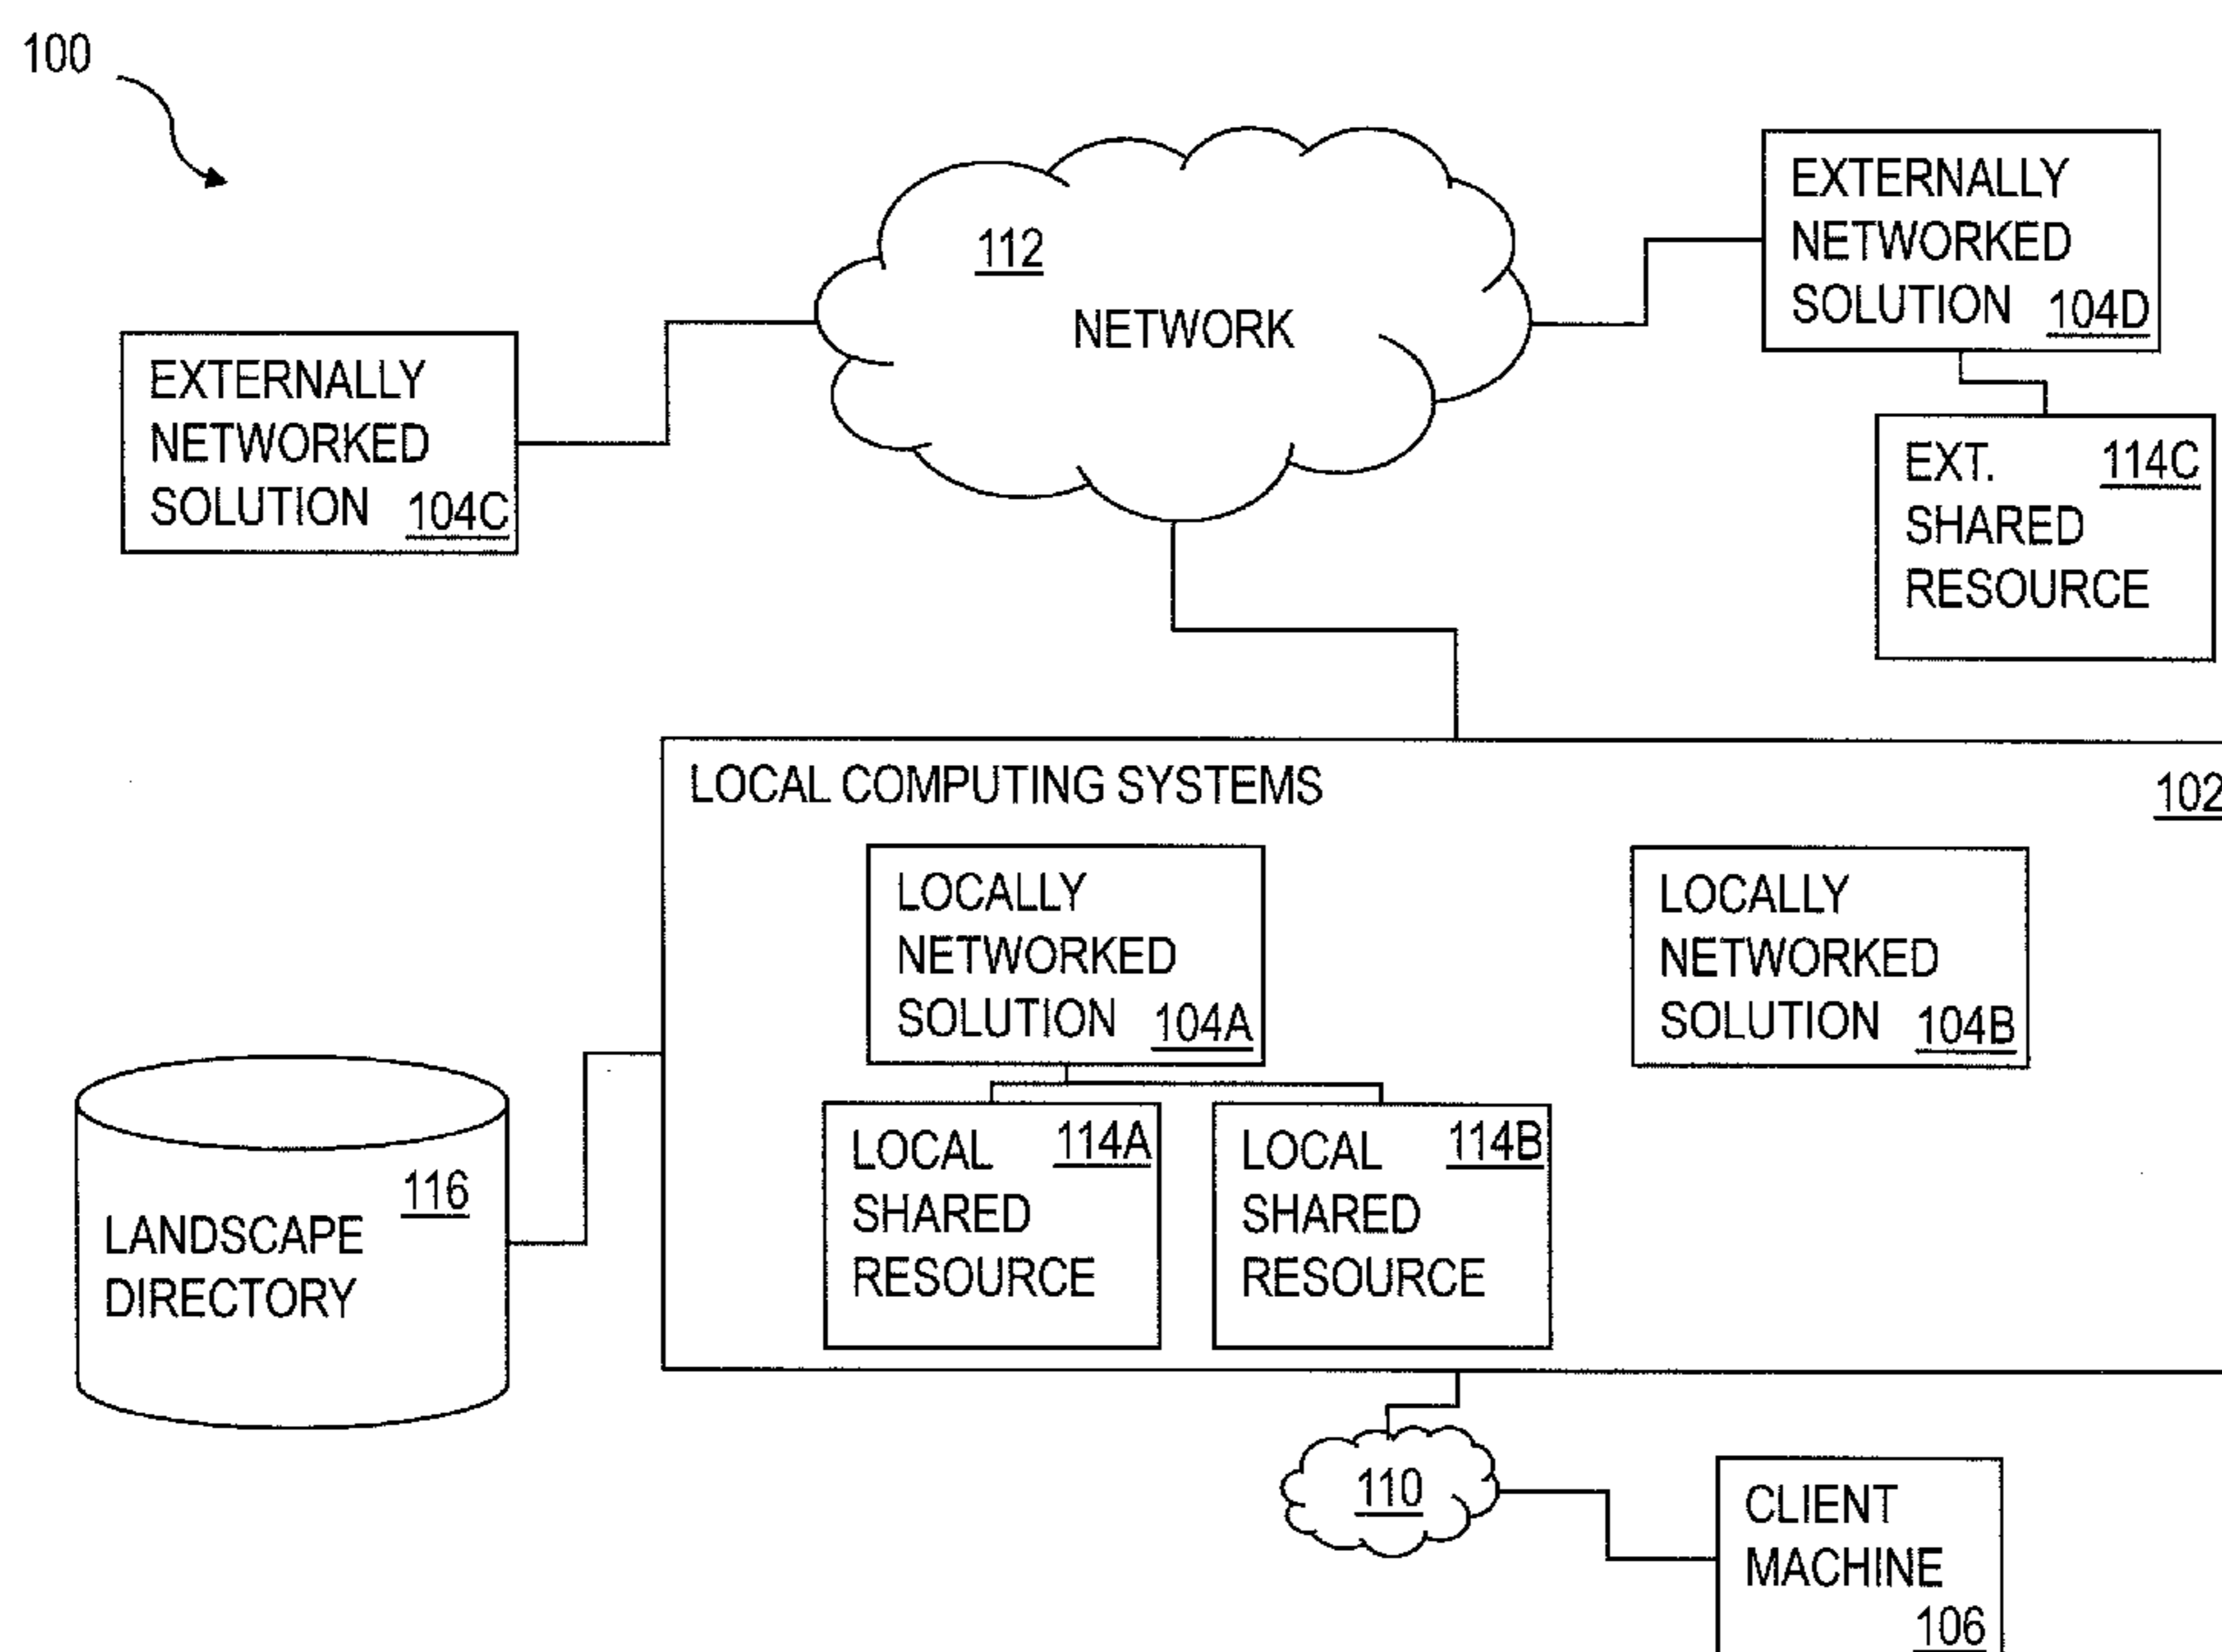 100
112
NETWORK
EXTERNALLY
NETWORKED
SOLUTION 104D
EXTERNALLY
NETWORKED
SOLUTION 104C
EXT. 114C
SHARED
RESOURCE
LOCAL COMPUTING SYSTEMS 102
LOCALLY
NETWORKED
SOLUTION 104A
LOCALLY
NETWORKED
SOLUTION 104B
LOCAL 114A
SHARED
RESOURCE
LOCAL 114B
SHARED
RESOURCE
116
LANDSCAPE
DIRECTORY
110
CLIENT
MACHINE
106